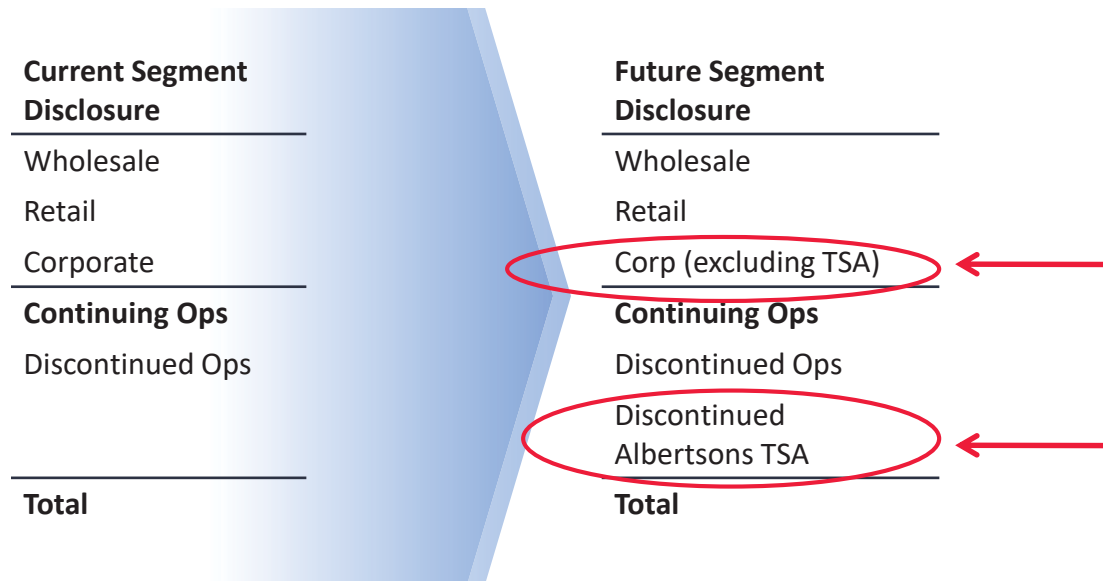 Current Segment
Disclosure
Wholesale
Retail
Corporate
Continuing Ops
Discontinued Ops
Total
Future Segment
Disclosure
Wholesale
Retail
Corp (excluding TSA)
Continuing Ops
Discontinued Ops
Discontinued
Albertsons TSA
Total